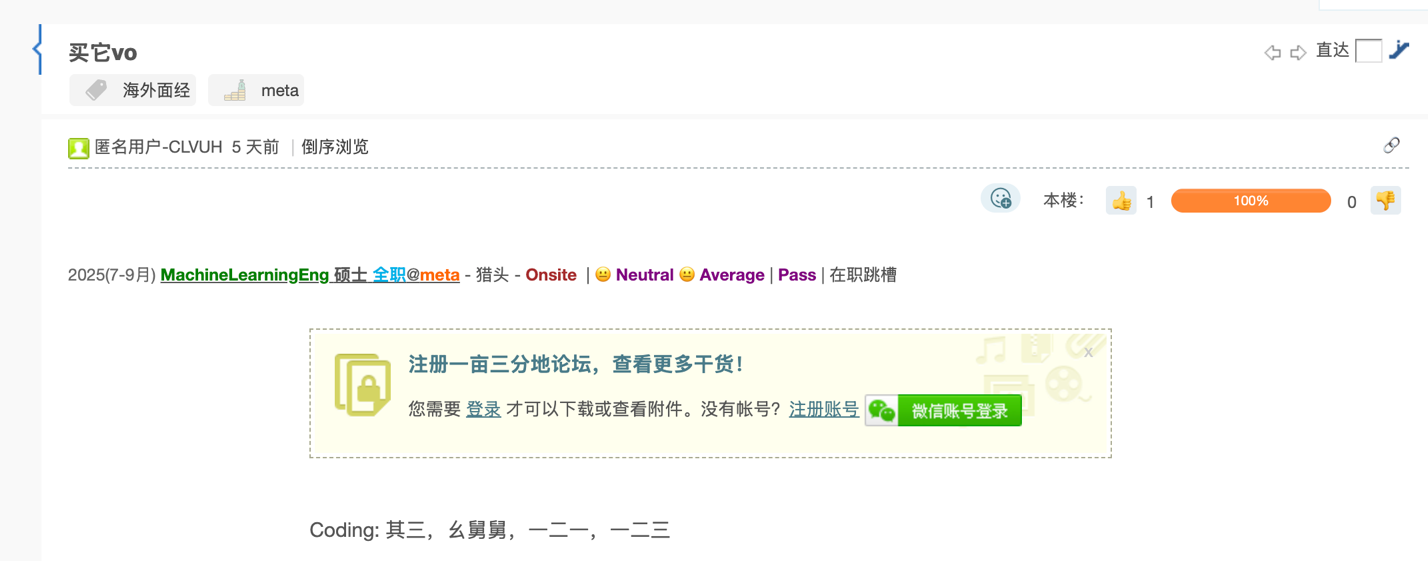 买它vo
直达
海外面经
meta
匿名用户-CLVUH 5 天前 | 倒序浏览
本楼： 1 100% 0
2025(7-9月) MachineLearningEng 硕士 全职@meta - 猎头 - Onsite | Neutral Average | Pass | 在职跳槽
注册一亩三分地论坛，查看更多干货！
x
您需要 登录 才可以下载或查看附件。没有帐号？ 注册账号 微信账号登录
Coding: 其三，幺舅舅，一二一，一二三